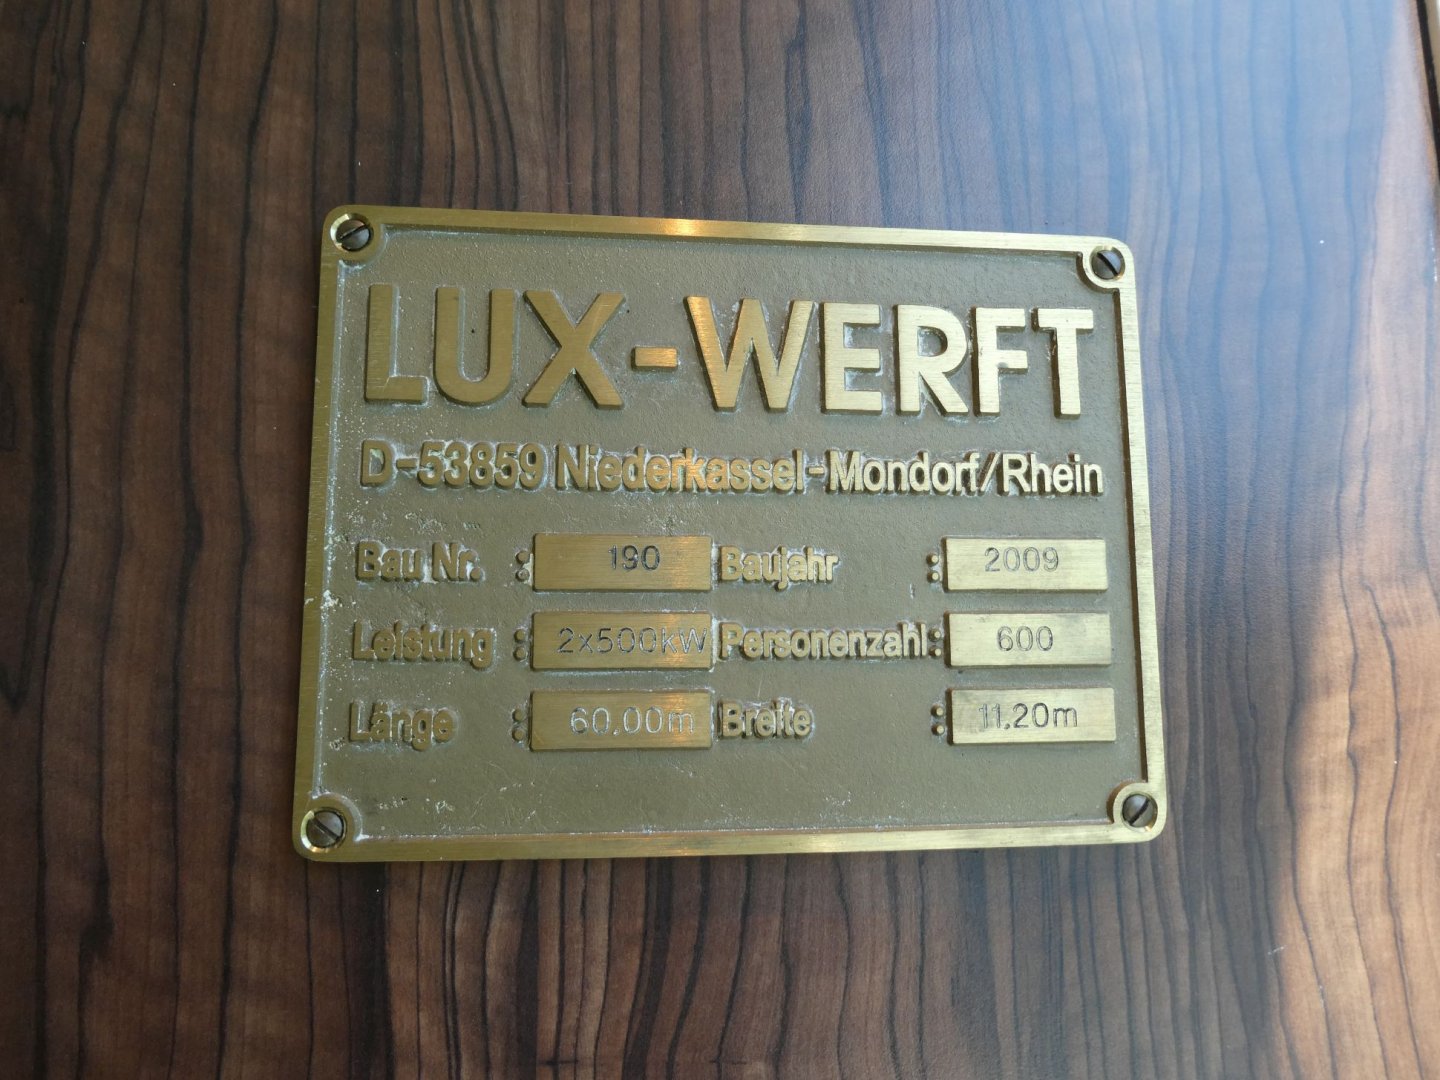 LUX-WERFT
D-53859 Niederkassel-Mondorf/Rhein
Bau Nr. : 190 Baujahr : 2009
Leistung : 2x500kW Personenzahl : 600
Länge : 60,00m Breite : 11,20m